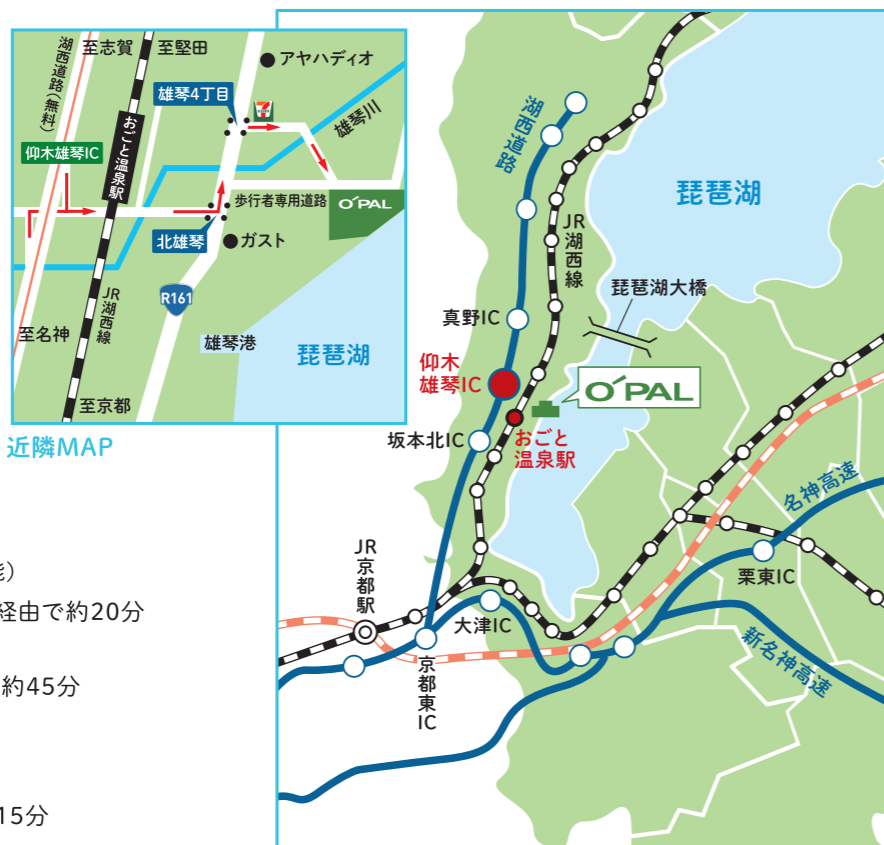 至志賀
至堅田
アヤハディオ
湖西道路(無料)
雄琴4丁目
雄琴川
仰木雄琴IC
おごと温泉駅
歩行者専用道路
O'PAL
北雄琴
ガスト
JR湖西線
R161
至名神
雄琴港
琵琶湖
至京都
近隣MAP
能)
経由で約20分
約45分
15分
湖西道路
琵琶湖
JR湖西線
琵琶湖大橋
真野IC
仰木
雄琴IC
O'PAL
坂本北IC
おごと
温泉駅
名神高速
JR京都駅
栗東IC
大津IC
新名神高速
京都東IC